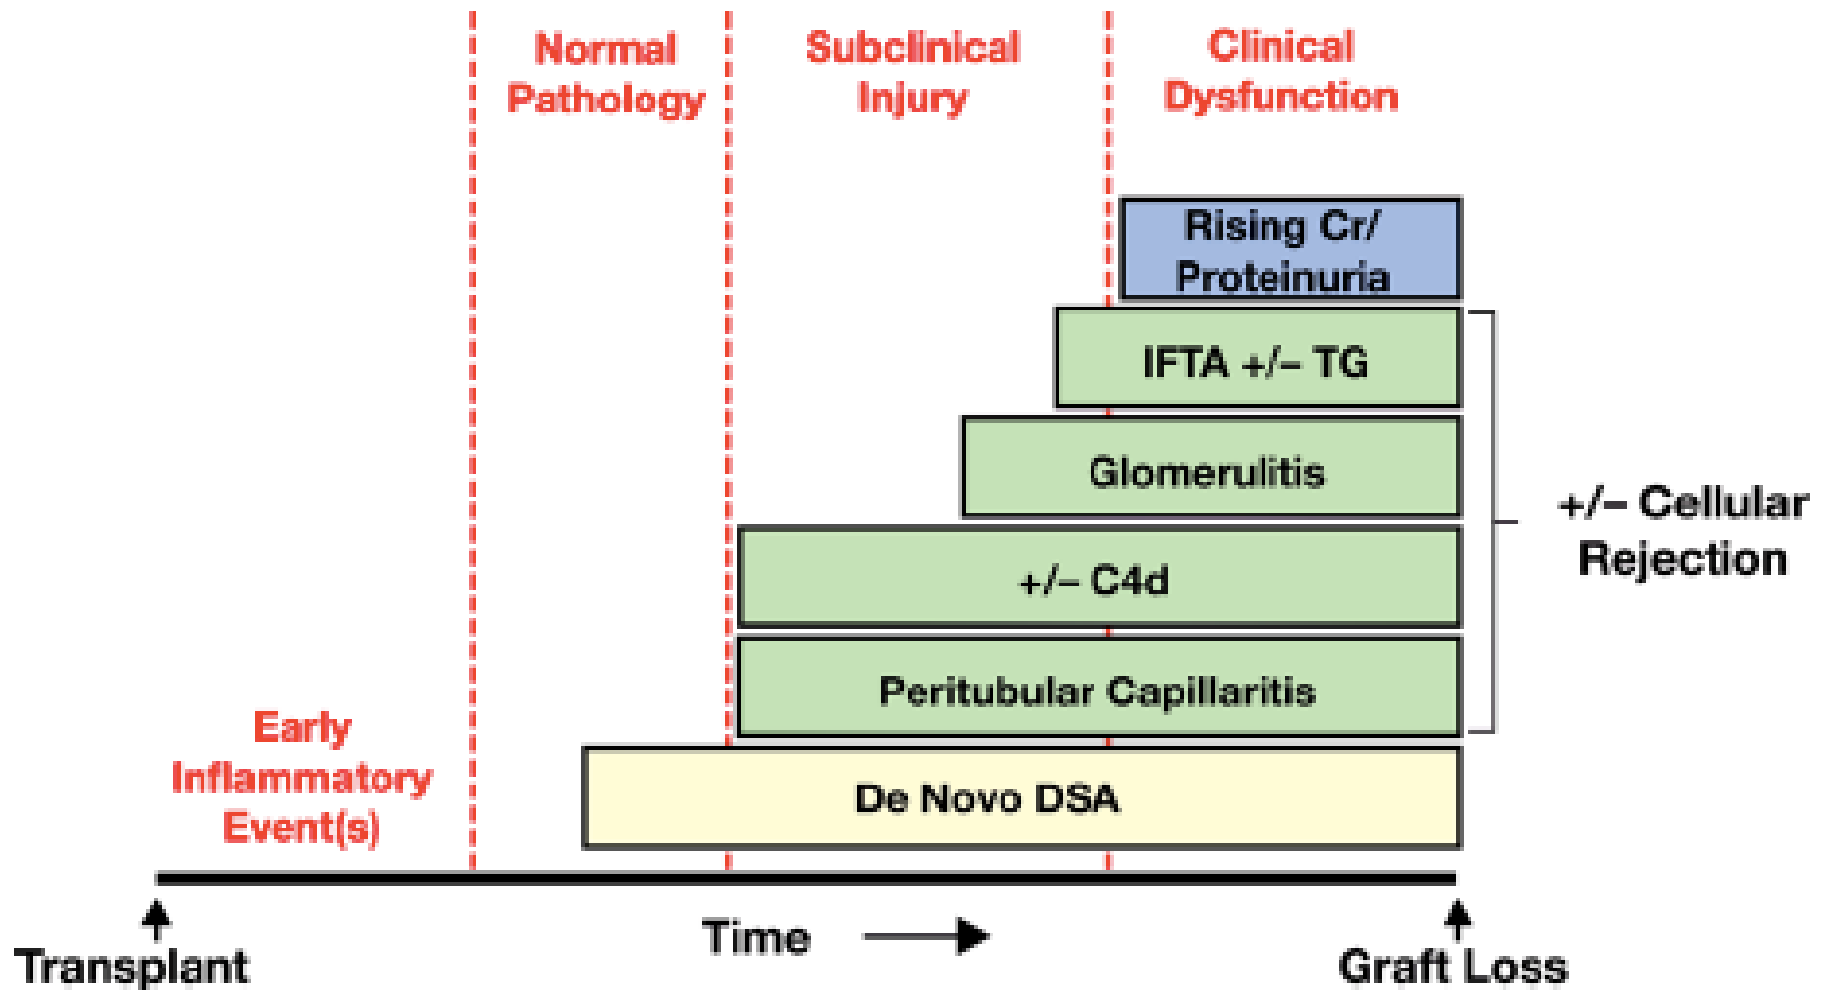 Normal
Pathology
Subclinical
Injury
Clinical
Dysfunction
Rising Cr/
Proteinuria
IFTA +/– TG
Glomerulitis
+/– C4d
Peritubular Capillaritis
+/– Cellular
Rejection
Early
Inflammatory
Event(s)
De Novo DSA
Time
Transplant
Graft Loss